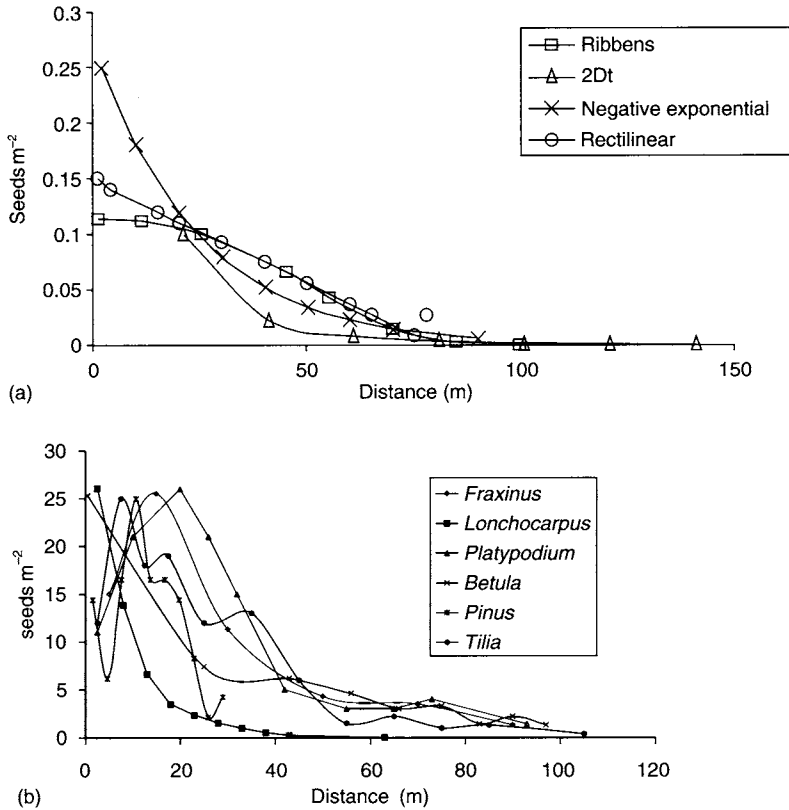 0.3
0.25
0.2
0.15
0.1
0.05
0
Seeds m⁻²
0 50 100 150
Distance (m)
(a)
Ribbens
2Dt
Negative exponential
Rectilinear
30
25
20
15
10
5
0
seeds m⁻²
0 20 40 60 80 100 120
Distance (m)
(b)
Fraxinus
Lonchocarpus
Platypodium
Betula
Pinus
Tilia